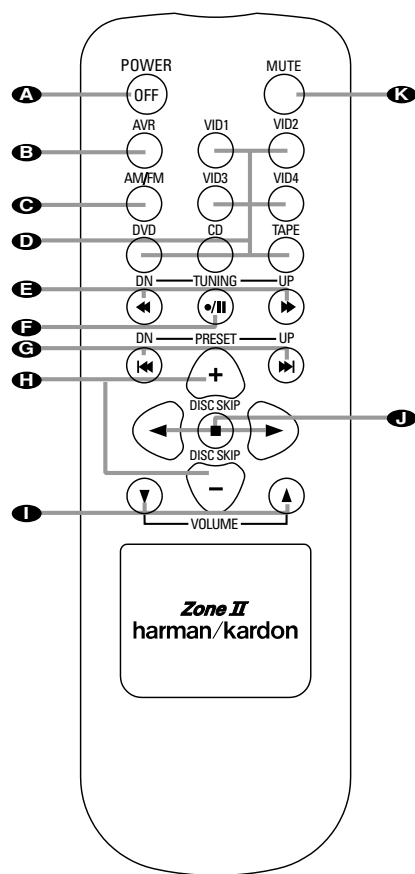 POWER MUTE
A OFF K
AVR VID1 VID2
B
AM/FM VID3 VID4
C
D
DVD CD TAPE
E DN TUNING UP
F
G DN PRESET UP
H +
DISC SKIP
J
DISC SKIP
−
I
VOLUME
Zone II
harman/kardon